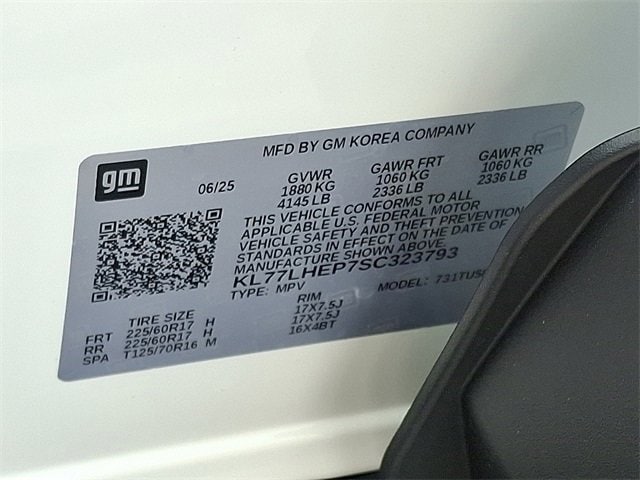 MFD BY GM KOREA COMPANY
gm
06/25
GVWR GAWR FRT GAWR RR
1880 KG 1060 KG 1060 KG
4145 LB 2336 LB 2336 LB
THIS VEHICLE CONFORMS TO ALL
APPLICABLE U.S. FEDERAL MOTOR
VEHICLE SAFETY AND THEFT PREVENTION
STANDARDS IN EFFECT ON THE DATE OF
MANUFACTURE SHOWN ABOVE.
KL77LHEP7SC323793
TYPE: MPV MODEL:
TIRE SIZE RIM
FRT 225/60R17 H 17X7.5J
RR 225/60R17 H 17X7.5J
SPA T125/70R16 M 16X4BT